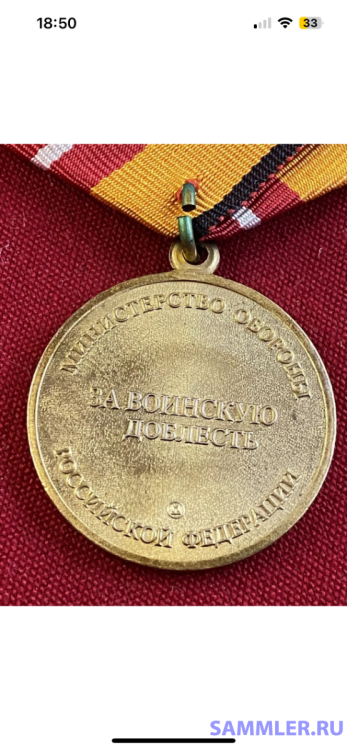 18:50
33
МИНИСТЕРСТВО ОБОРОНЫ
ЗА ВОИНСКУЮ
ДОБЛЕСТЬ
РОССИЙСКОЙ ФЕДЕРАЦИИ
SAMMLER.RU